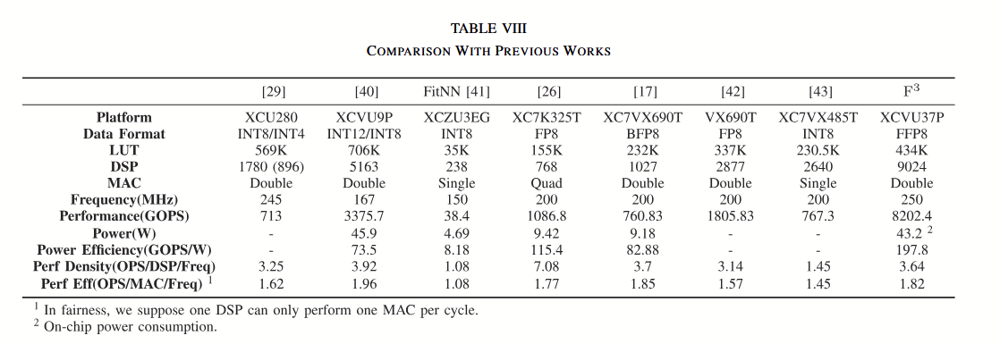 TABLE VIII
COMPARISON WITH PREVIOUS WORKS
[29] [40] FitNN [41] [26] [17] [42] [43] F3
Platform XCU280 XCVU9P XCZU3EG XC7K325T XC7VX690T VX690T XC7VX485T XCVU37P
Data Format INT8/INT4 INT12/INT8 INT8 FP8 BFP8 FP8 INT8 FFP8
LUT 569K 706K 35K 155K 232K 337K 230.5K 434K
DSP 1780 (896) 5163 238 768 1027 2877 2640 9024
MAC Double Double Single Quad Double Double Single Double
Frequency(MHz) 245 167 150 200 200 200 200 250
Performance(GOPS) 713 3375.7 38.4 1086.8 760.83 1805.83 767.3 8202.4
Power(W) - 45.9 4.69 9.42 9.18 - - 43.2 2
Power Efficiency(GOPS/W) - 73.5 8.18 115.4 82.88 - - 197.8
Perf Density(OPS/DSP/Freq) 3.25 3.92 1.08 7.08 3.7 3.14 1.45 3.64
Perf Eff(OPS/MAC/Freq) 1 1.62 1.96 1.08 1.77 1.85 1.57 1.45 1.82
1 In fairness, we suppose one DSP can only perform one MAC per cycle.
2 On-chip power consumption.